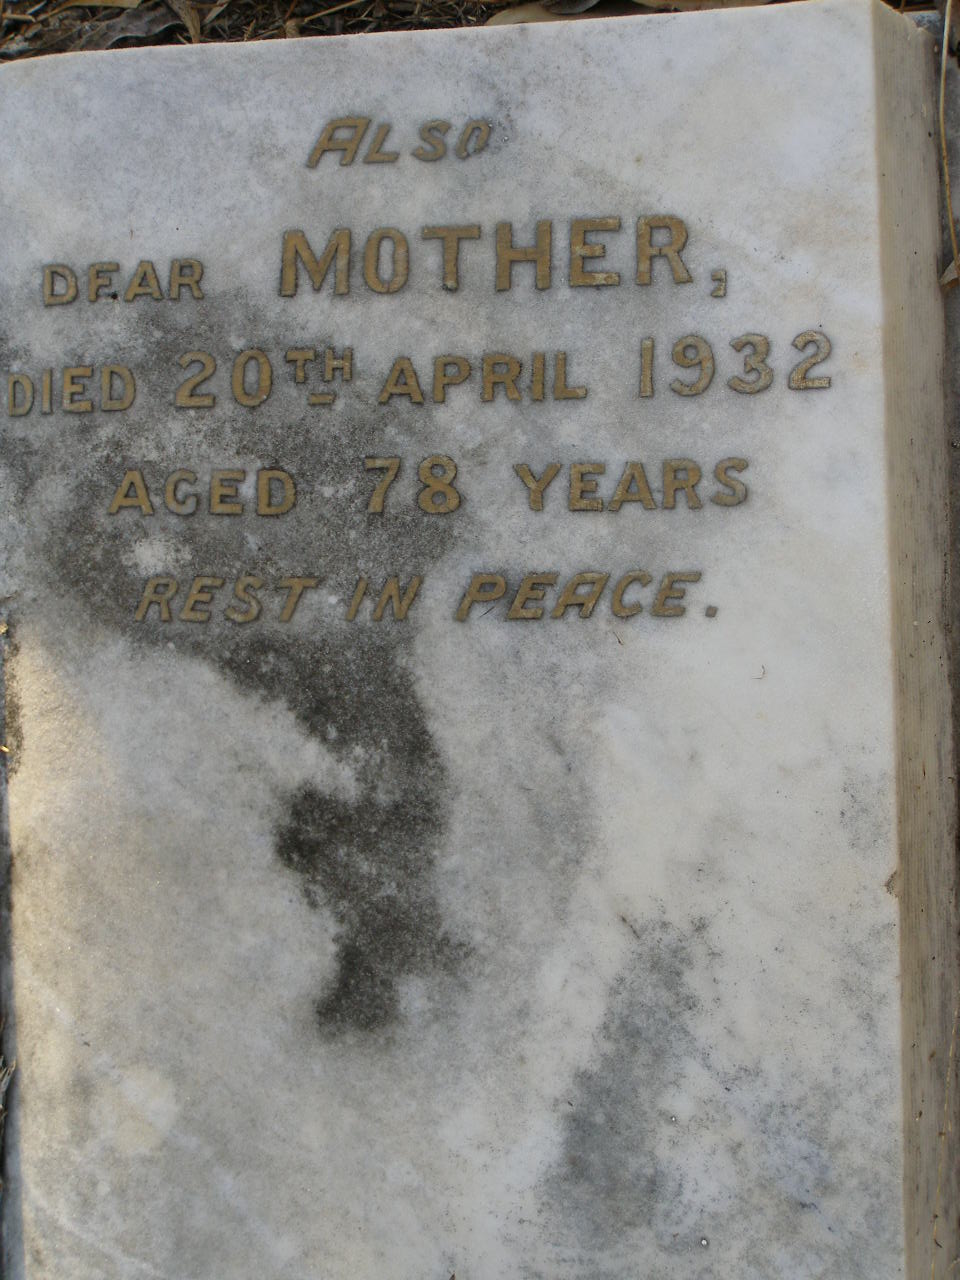 ALSO
DEAR MOTHER,
DIED 20TH APRIL 1932
AGED 78 YEARS
REST IN PEACE.